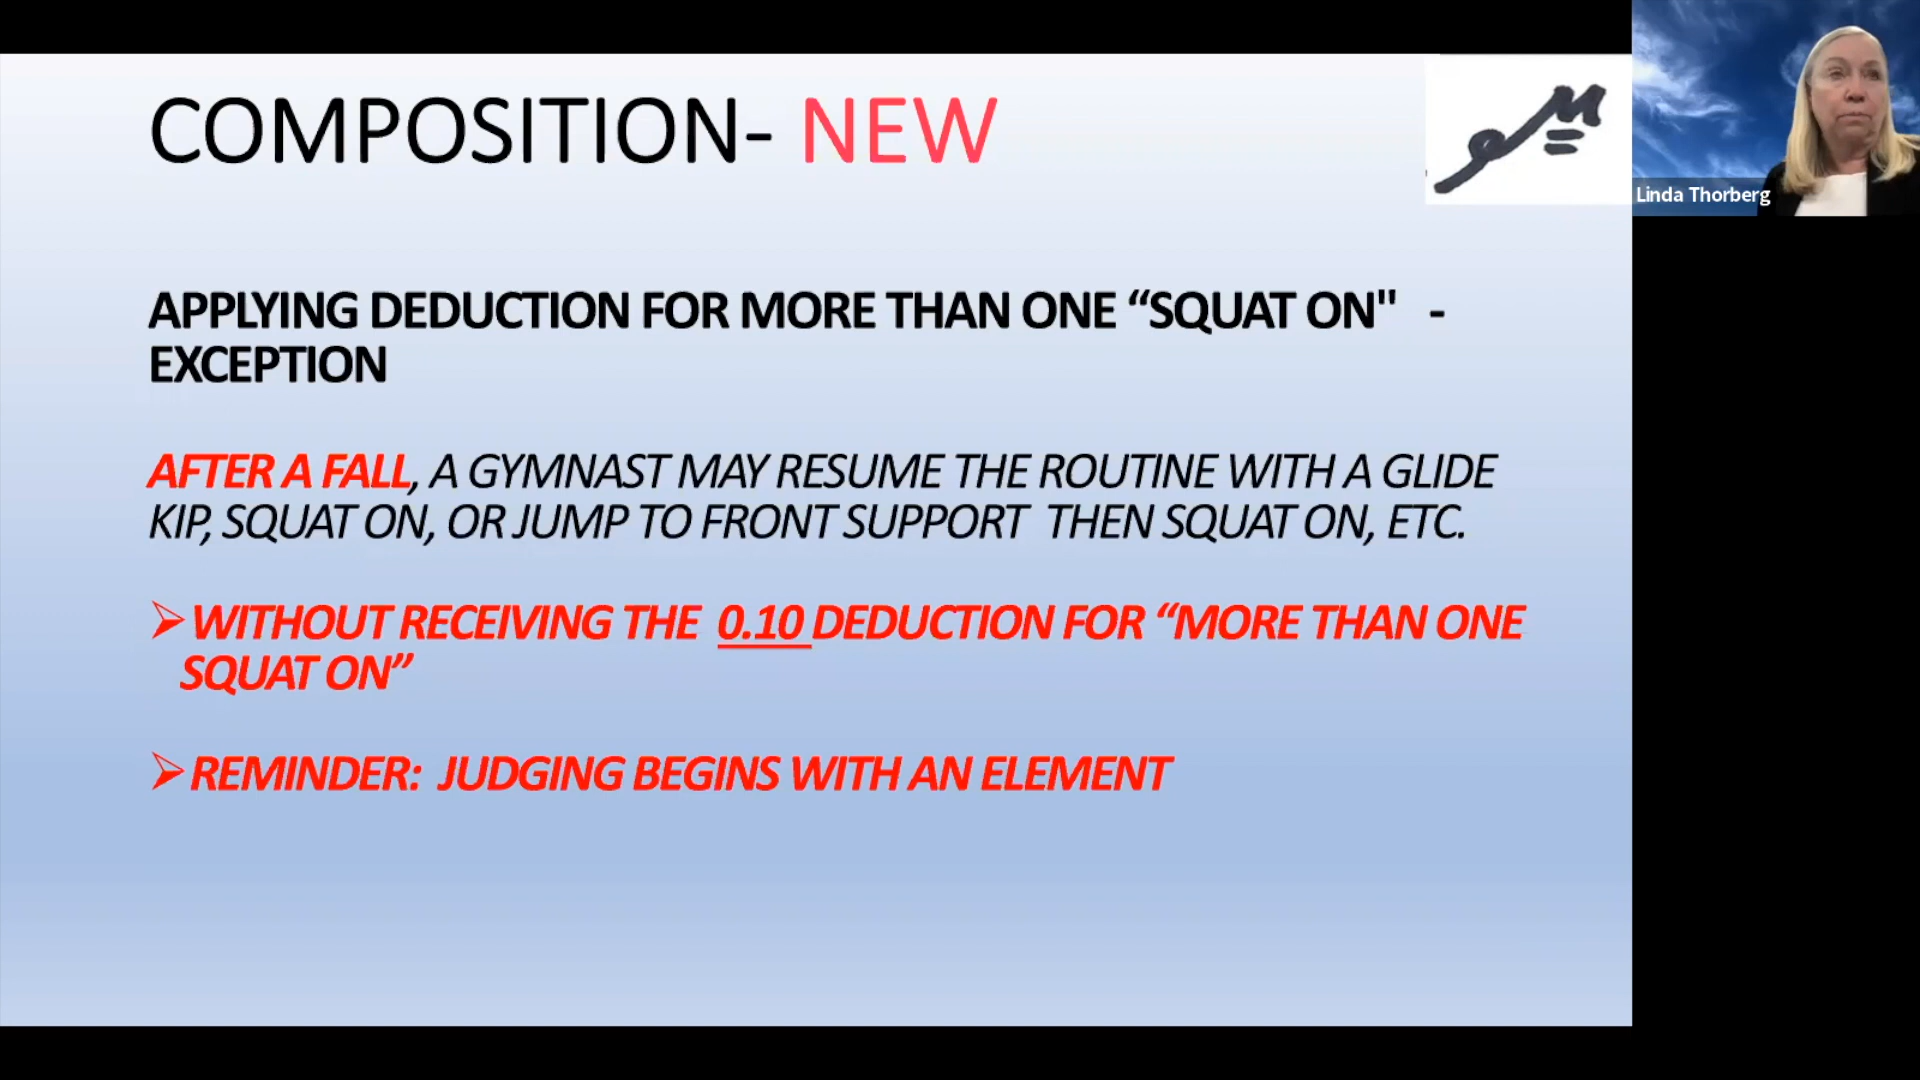 COMPOSITION- NEW
Linda Thorberg
APPLYING DEDUCTION FOR MORE THAN ONE “SQUAT ON" -
EXCEPTION
AFTER A FALL, A GYMNAST MAY RESUME THE ROUTINE WITH A GLIDE
KIP, SQUAT ON, OR JUMP TO FRONT SUPPORT THEN SQUAT ON, ETC.
➢WITHOUT RECEIVING THE 0.10 DEDUCTION FOR “MORE THAN ONE
SQUAT ON”
➢REMINDER: JUDGING BEGINS WITH AN ELEMENT